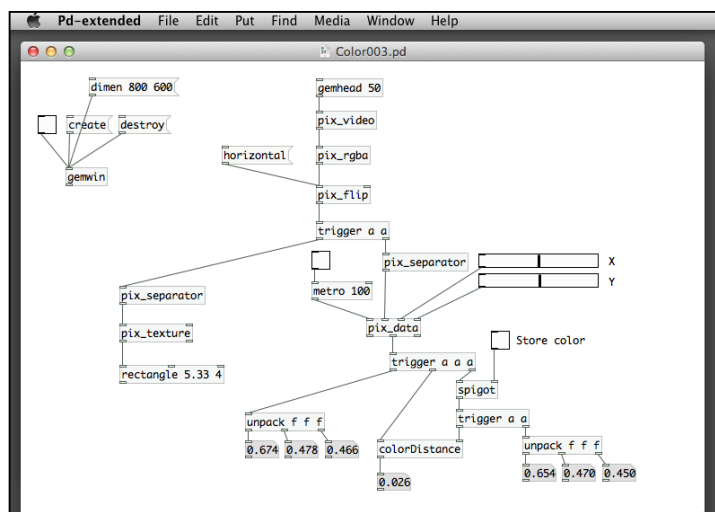 Pd-extended File Edit Put Find Media Window Help
Color003.pd
dimen 800 600
create
destroy
gemwin
gemhead 50
pix_video
horizontal
pix_rgba
pix_flip
trigger a a
pix_separator
X
Y
metro 100
pix_separator
pix_texture
rectangle 5.33 4
pix_data
Store color
trigger a a a
spigot
trigger a a
unpack f f f
0.674 0.478 0.466
colorDistance
0.026
unpack f f f
0.654 0.470 0.450